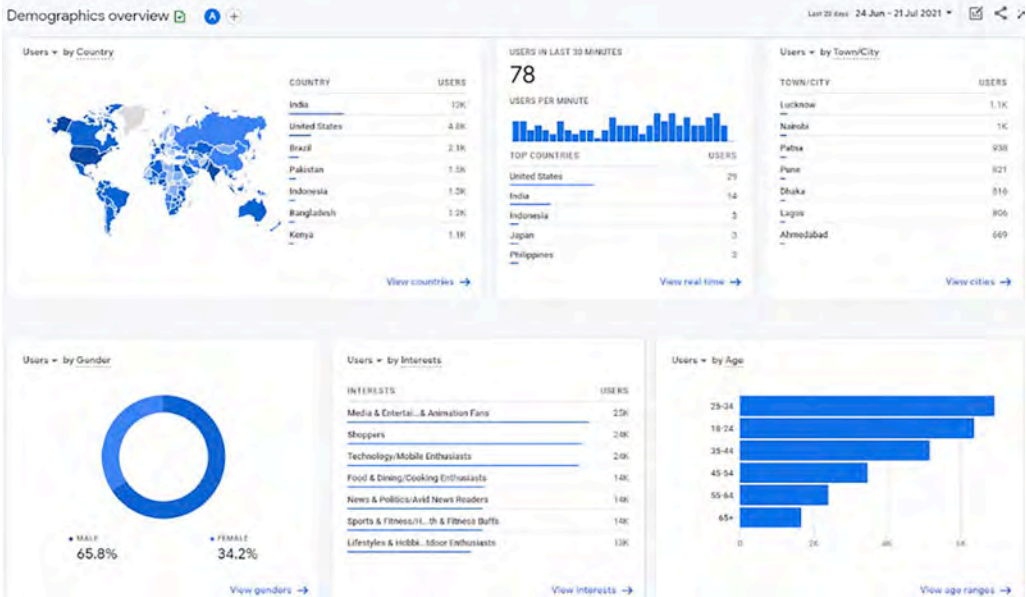 Demographics overview
A
Last 28 days 24 Jun - 21 Jul 2021
Users by Country
COUNTRY USERS
India 12K
United States 4.8K
Brazil 2.1K
Pakistan 1.5K
Indonesia
Bangladesh
Kenya 1.1K
View countries →
USERS IN LAST 30 MINUTES
78
USERS PER MINUTE
TOP COUNTRIES USERS
United States 29
India 14
Indonesia
Japan 3
Philippines 3
View real time →
Users by Town/City
TOWN/CITY USERS
Lucknow 1.1K
Nairobi 1K
Patna 938
Pune 821
Dhaka 816
Lagos 806
Ahmedabad 669
View cities →
Users by Gender
MALE FEMALE
65.8% 34.2%
View genders →
Users by Interests
INTERESTS USERS
Media & Entertai...& Animation Fans 25K
Shoppers 24K
Technology/Mobile Enthusiasts 24K
Food & Dining/Cooking Enthusiasts 14K
News & Politics/Avid News Readers 14K
Sports & Fitness/H...th & Fitness Buffs 14K
Lifestyles & Hobbi...tdoor Enthusiasts 13K
View interests →
Users by Age
25-34
18-24
35-44
45-54
55-64
65+
0 2K 4K 6K
View age ranges →